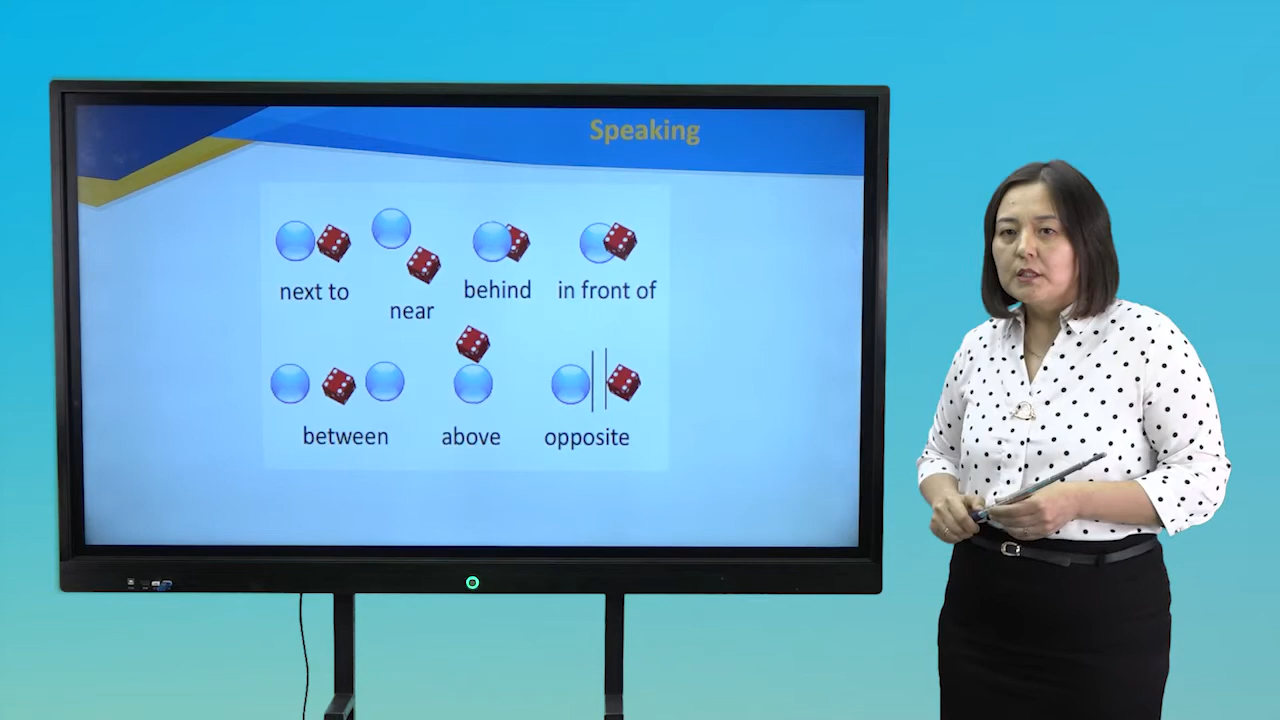 Speaking
next to
near
behind
in front of
between
above
opposite